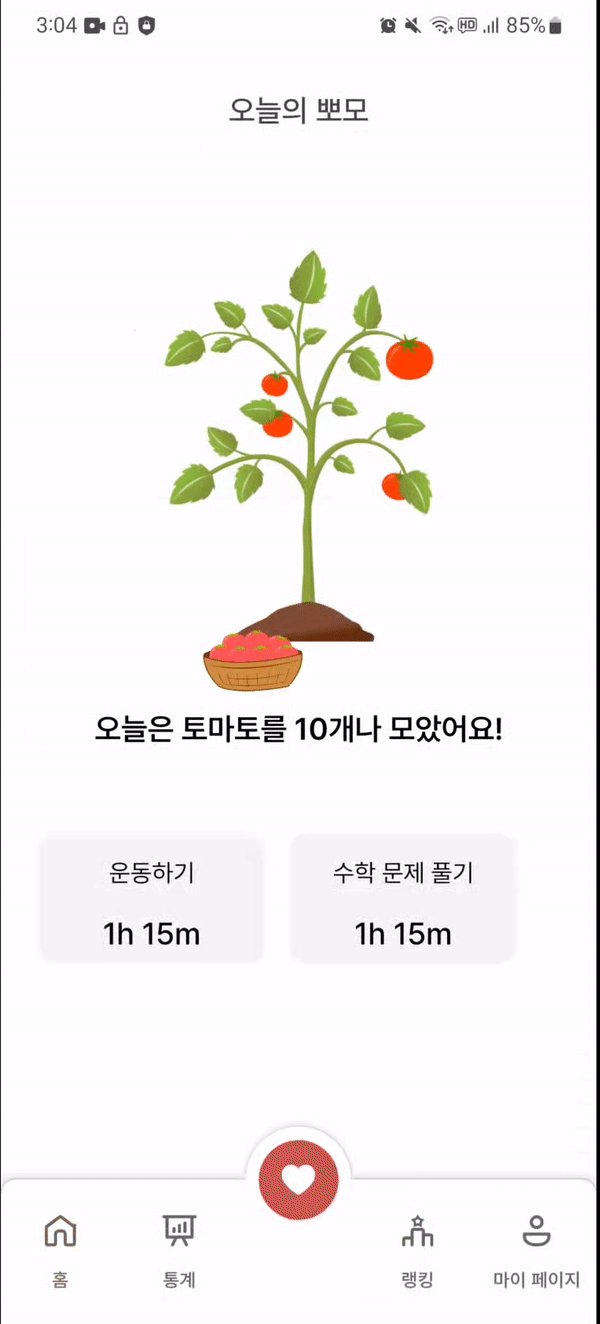 3:04 HD 85%
오늘의 뽀모
오늘은 토마토를 10개나 모았어요!
운동하기 수학 문제 풀기
1h 15m 1h 15m
홈 통계 랭킹 마이 페이지